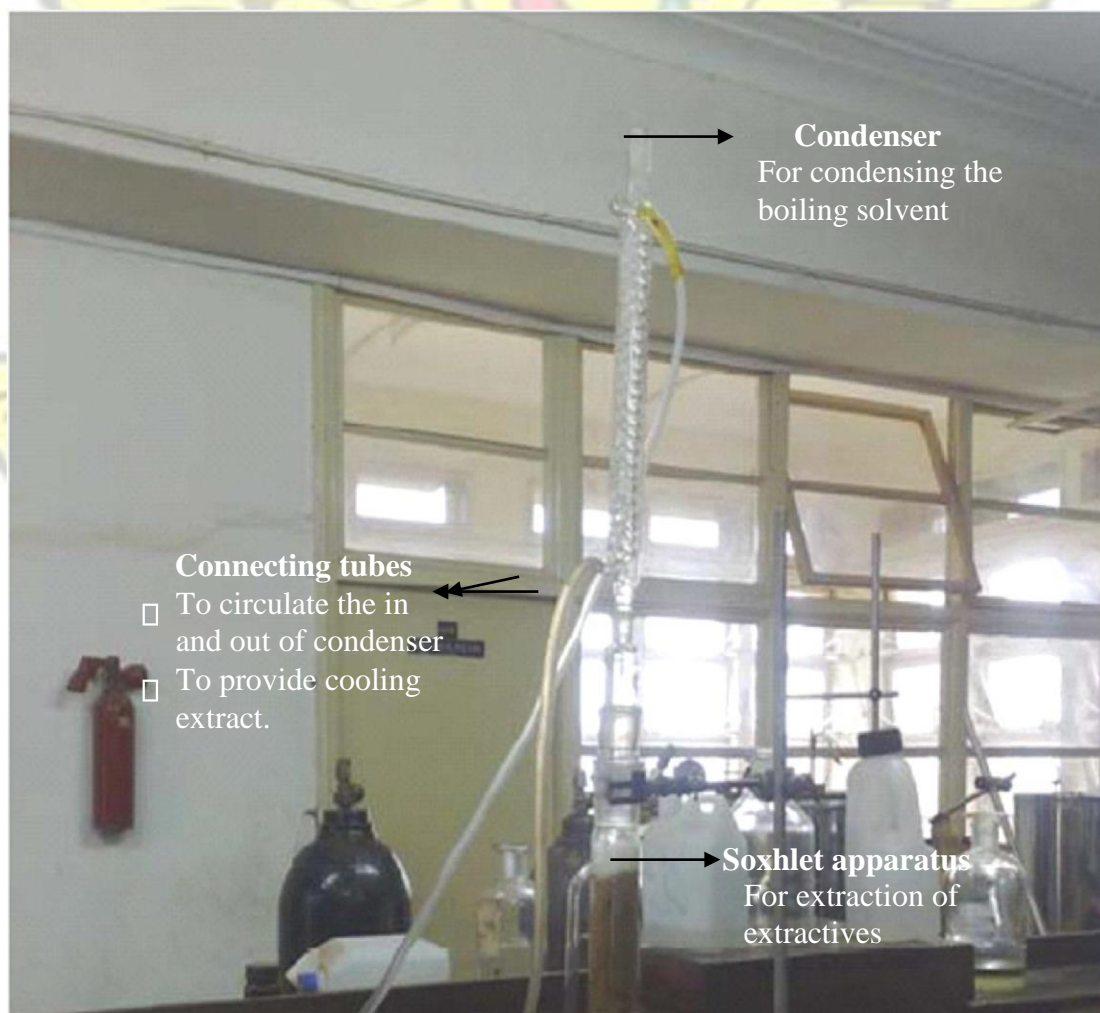 Condenser
For condensing the
boiling solvent
Connecting tubes
To circulate the in
and out of condenser
To provide cooling
extract.
Soxhlet apparatus
For extraction of
extractives